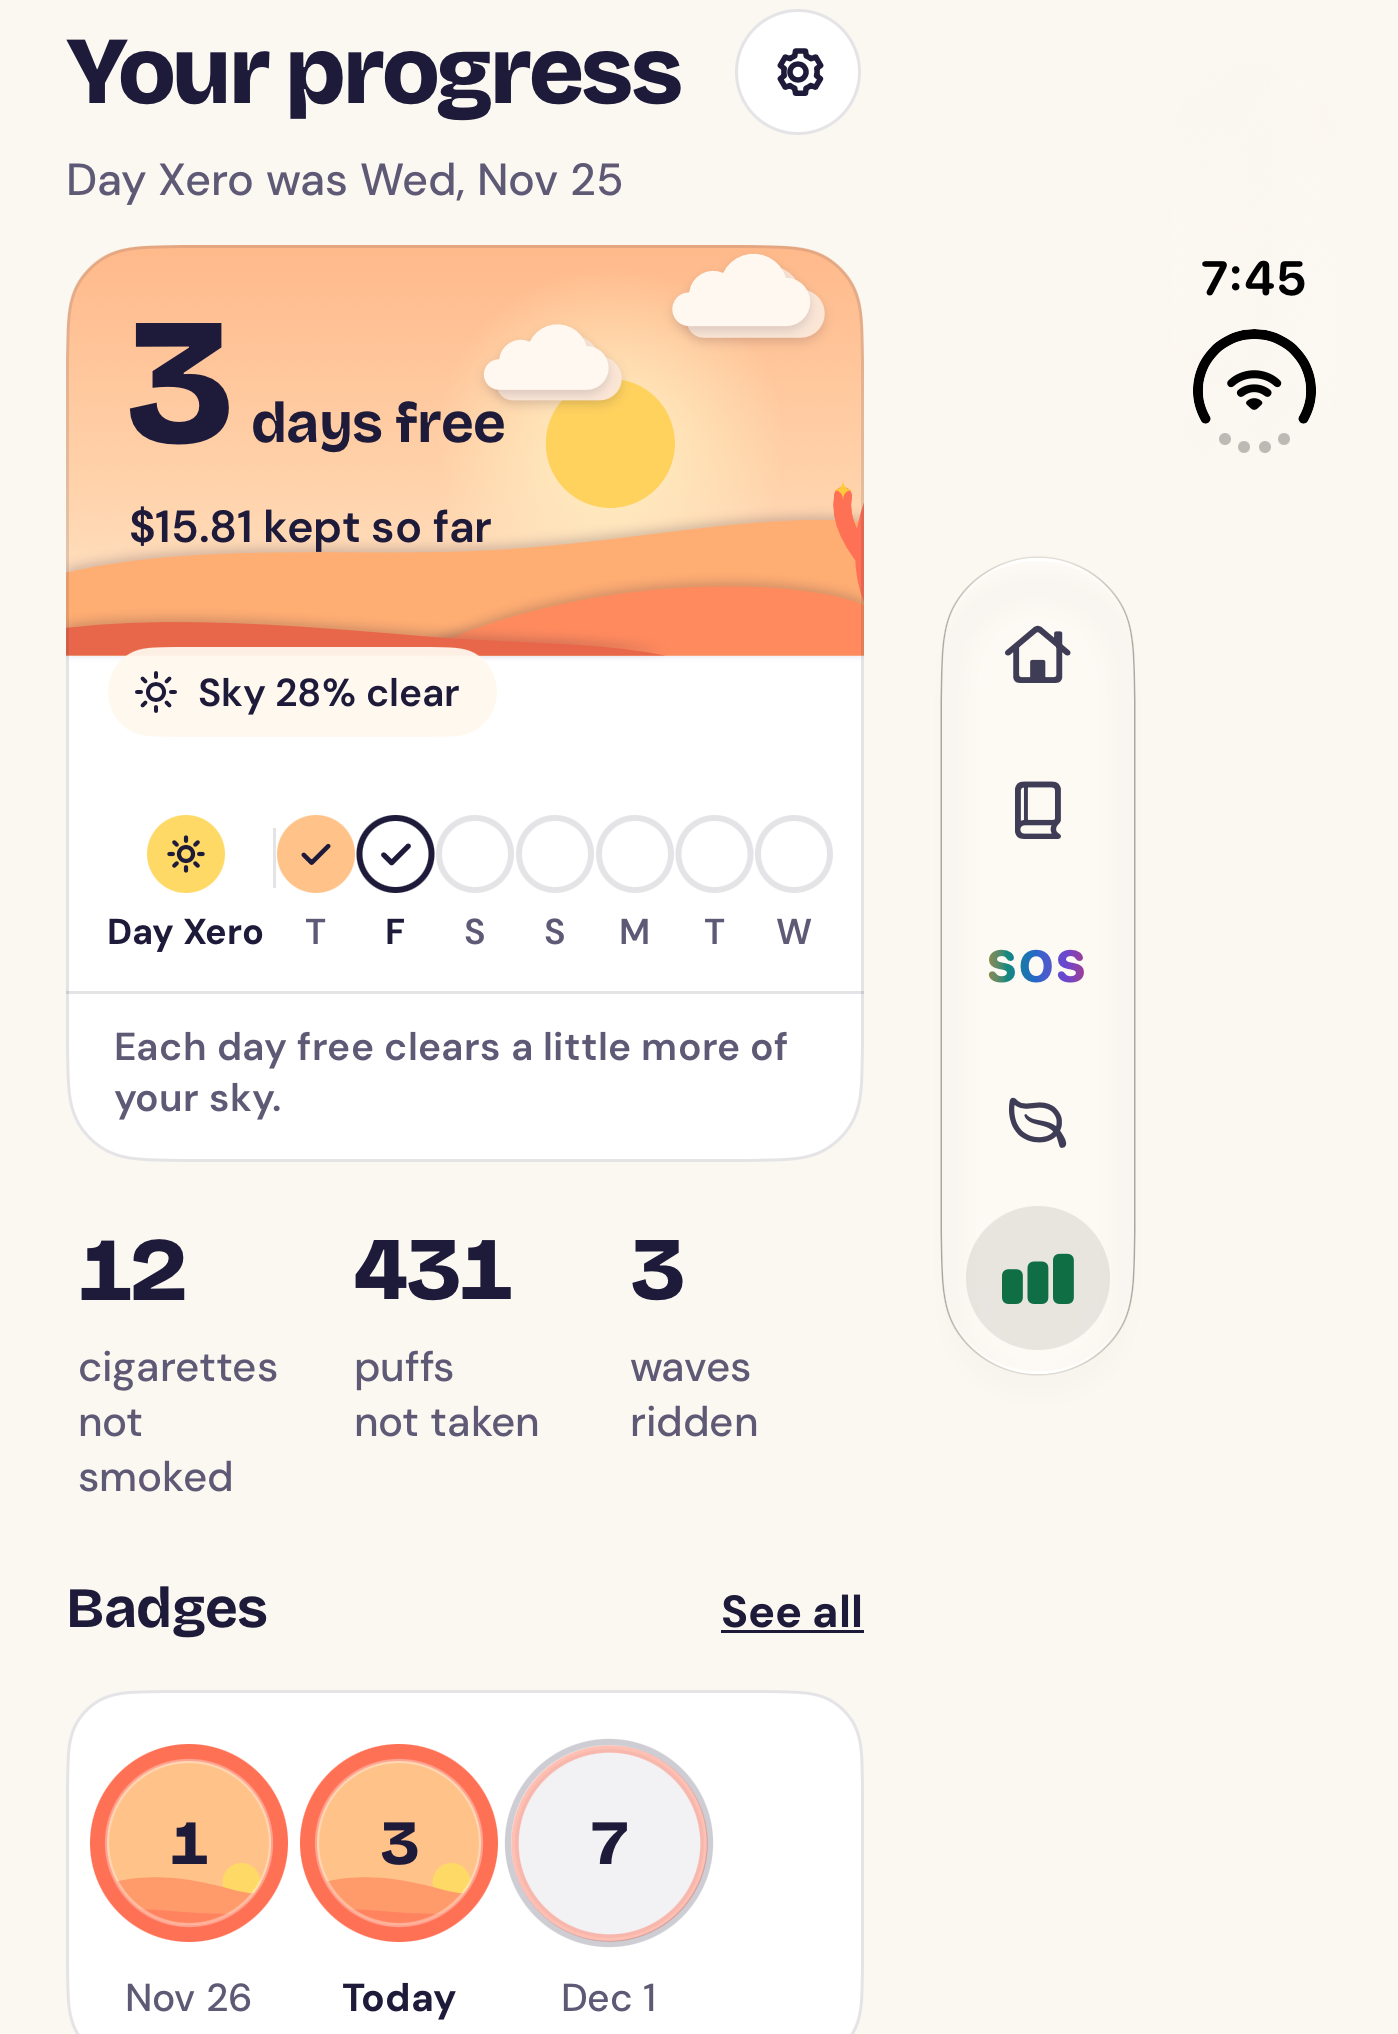 Your progress
Day Xero was Wed, Nov 25
7:45
3 days free
$15.81 kept so far
Sky 28% clear
Day Xero T F S S M T W
Each day free clears a little more of
your sky.
sos
12
cigarettes
not
smoked
431
puffs
not taken
3
waves
ridden
Badges
See all
1
Nov 26
3
Today
7
Dec 1